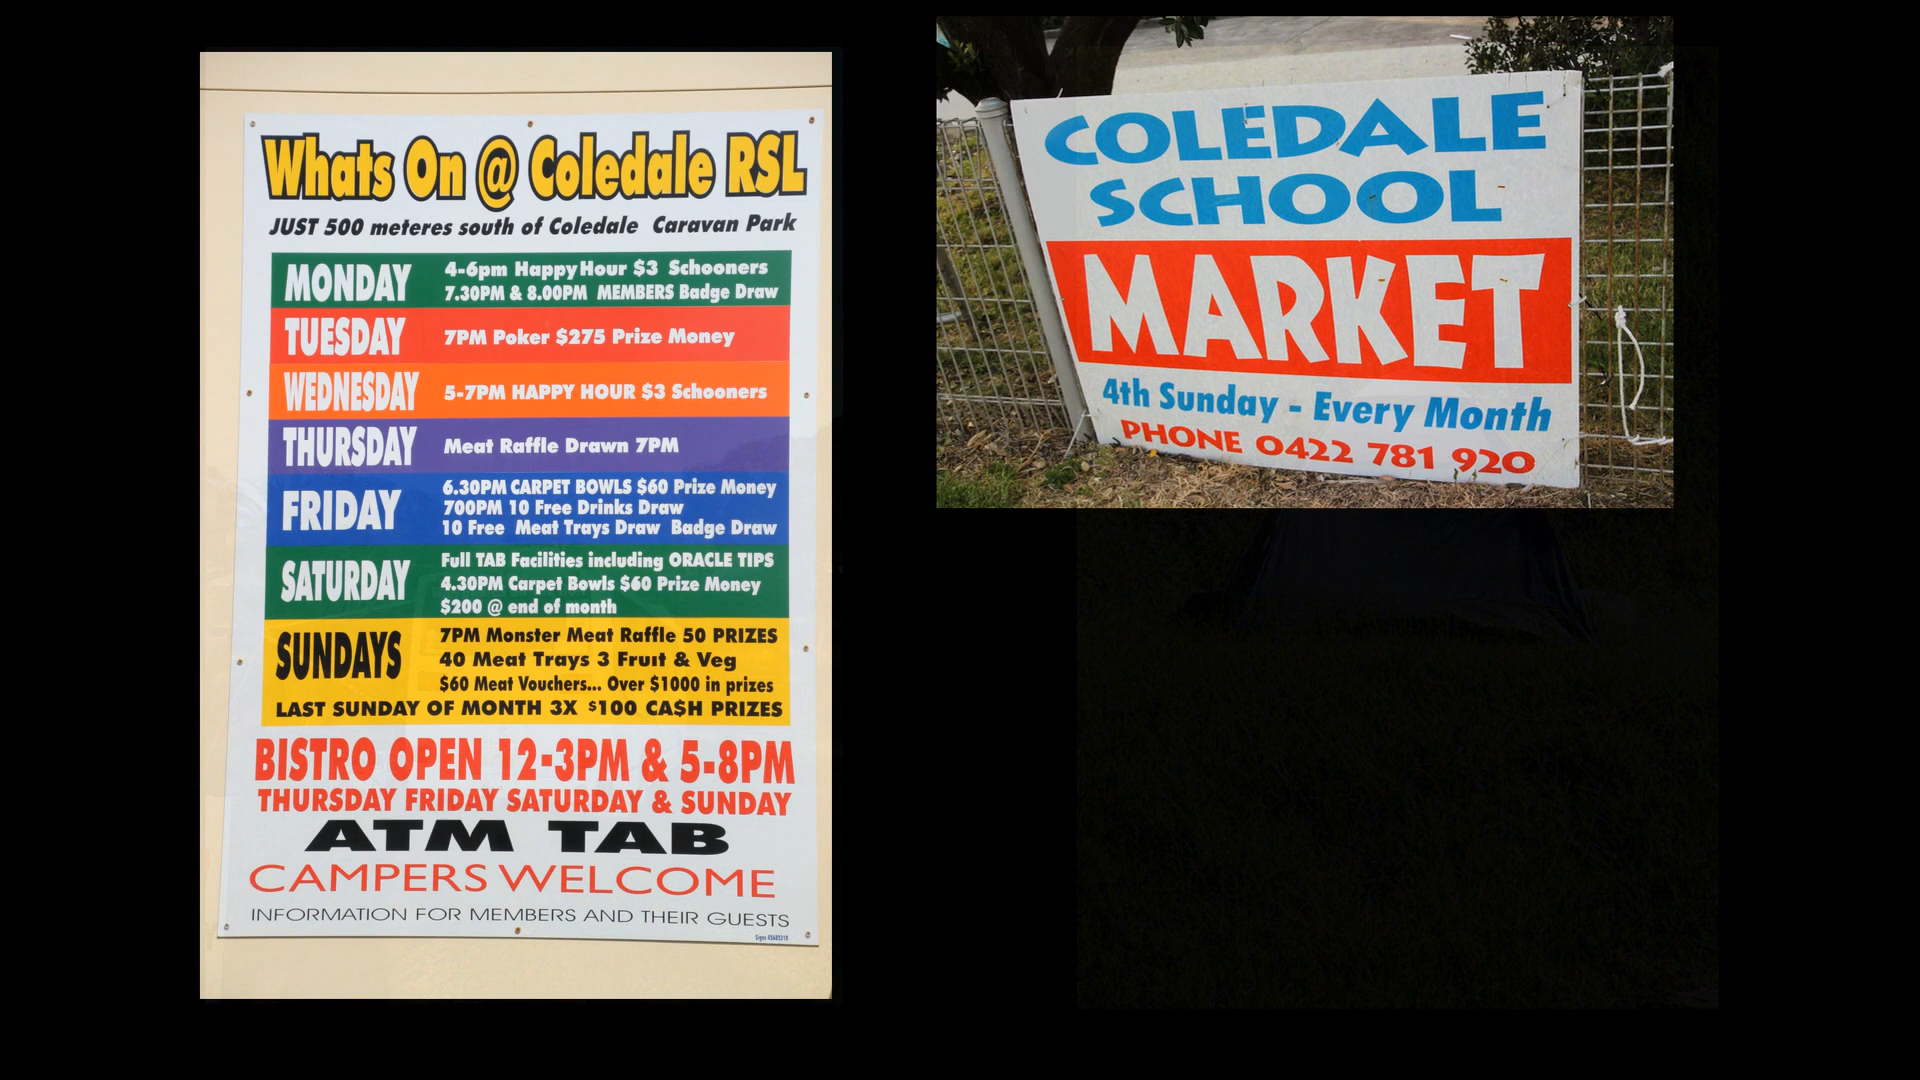 Whats On @ Coledale RSL
JUST 500 meteres south of Coledale Caravan Park
MONDAY
4-6pm Happy Hour $3 Schooners
7.30PM & 8.00PM MEMBERS Badge Draw
TUESDAY
7PM Poker $275 Prize Money
WEDNESDAY
5-7PM HAPPY HOUR $3 Schooners
THURSDAY
Meat Raffle Drawn 7PM
FRIDAY
6.30PM CARPET BOWLS $60 Prize Money
700PM 10 Free Drinks Draw
10 Free Meat Trays Draw Badge Draw
SATURDAY
Full TAB Facilities including ORACLE TIPS
4.30PM Carpet Bowls $60 Prize Money
$200 @ end of month
SUNDAYS
7PM Monster Meat Raffle 50 PRIZES
40 Meat Trays 3 Fruit & Veg
$60 Meat Vouchers... Over $1000 in prizes
LAST SUNDAY OF MONTH 3X $100 CA$H PRIZES
BISTRO OPEN 12-3PM & 5-8PM
THURSDAY FRIDAY SATURDAY & SUNDAY
ATM TAB
CAMPERS WELCOME
INFORMATION FOR MEMBERS AND THEIR GUESTS
COLEDALE
SCHOOL
MARKET
4th Sunday - Every Month
PHONE 0422 781 920